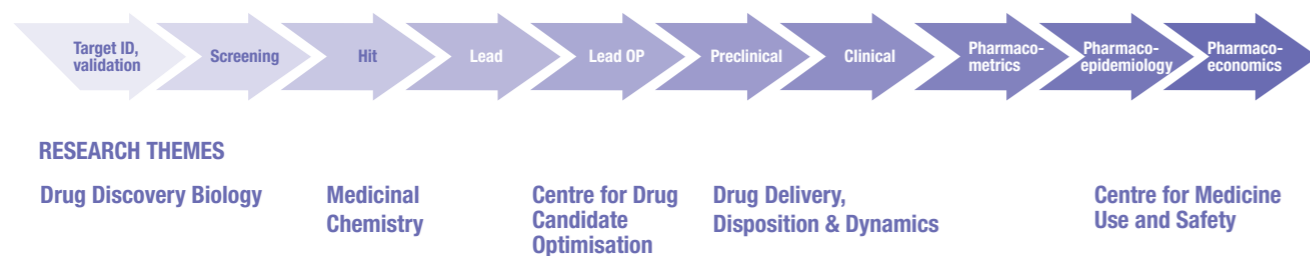 Target ID,
validation
Screening
Hit
Lead
Lead OP
Preclinical
Clinical
Pharmaco-
metrics
Pharmaco-
epidemiology
Pharmaco-
economics
RESEARCH THEMES
Drug Discovery Biology
Medicinal
Chemistry
Centre for Drug
Candidate
Optimisation
Drug Delivery,
Disposition & Dynamics
Centre for Medicine
Use and Safety